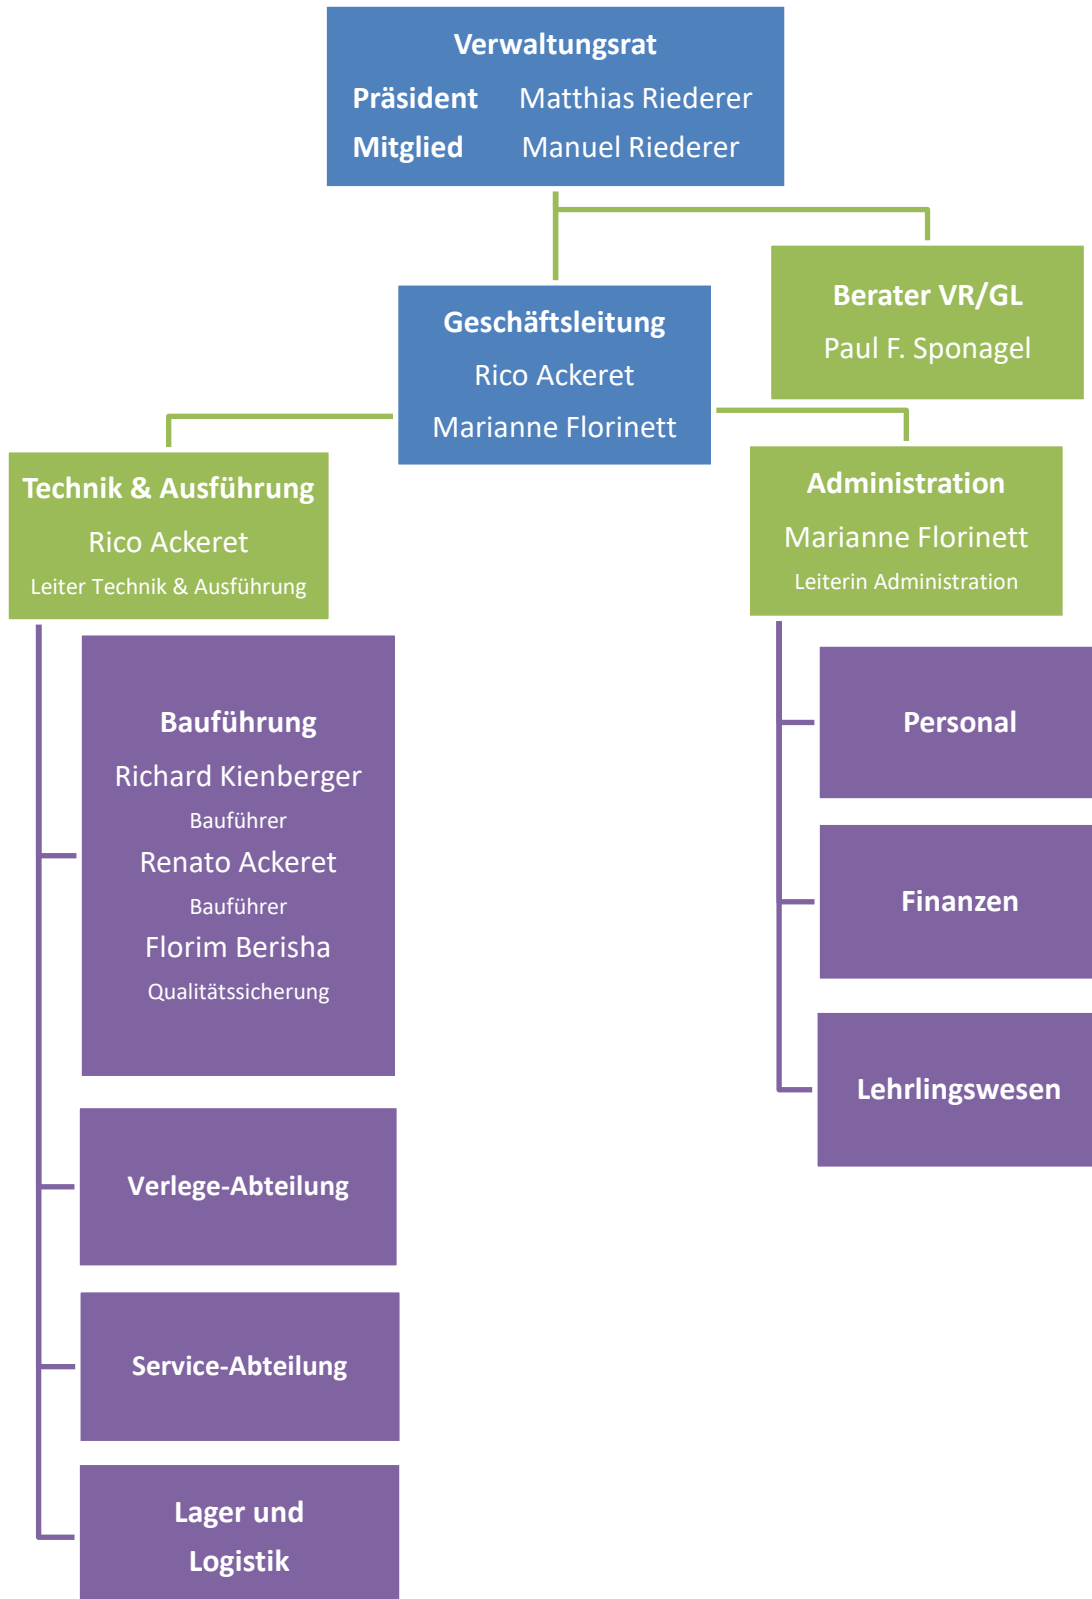 Verwaltungsrat
Präsident Matthias Riederer
Mitglied Manuel Riederer
Berater VR/GL
Paul F. Sponagel
Geschäftsleitung
Rico Ackeret
Marianne Florinett
Technik & Ausführung
Rico Ackeret
Leiter Technik & Ausführung
Administration
Marianne Florinett
Leiterin Administration
Bauführung
Richard Kienberger
Bauführer
Renato Ackeret
Bauführer
Florim Berisha
Qualitätssicherung
Verlege-Abteilung
Service-Abteilung
Lager und
Logistik
Personal
Finanzen
Lehrlingswesen